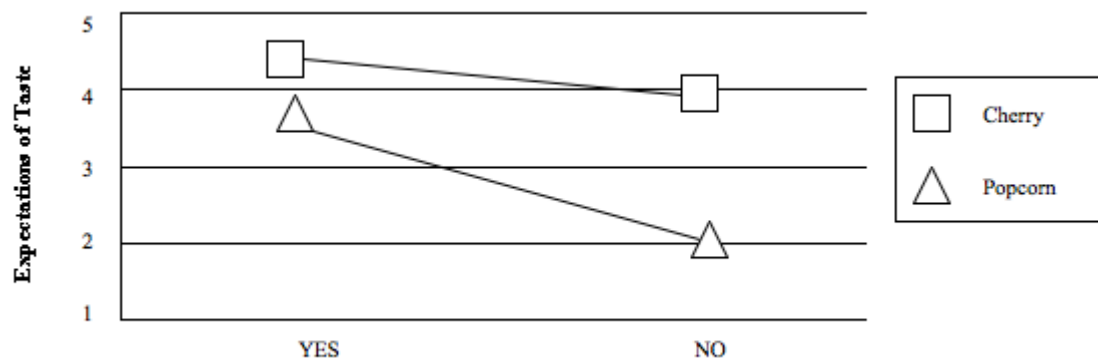 Expectations of Taste
5
4
3
2
1
YES NO
Cherry
Popcorn